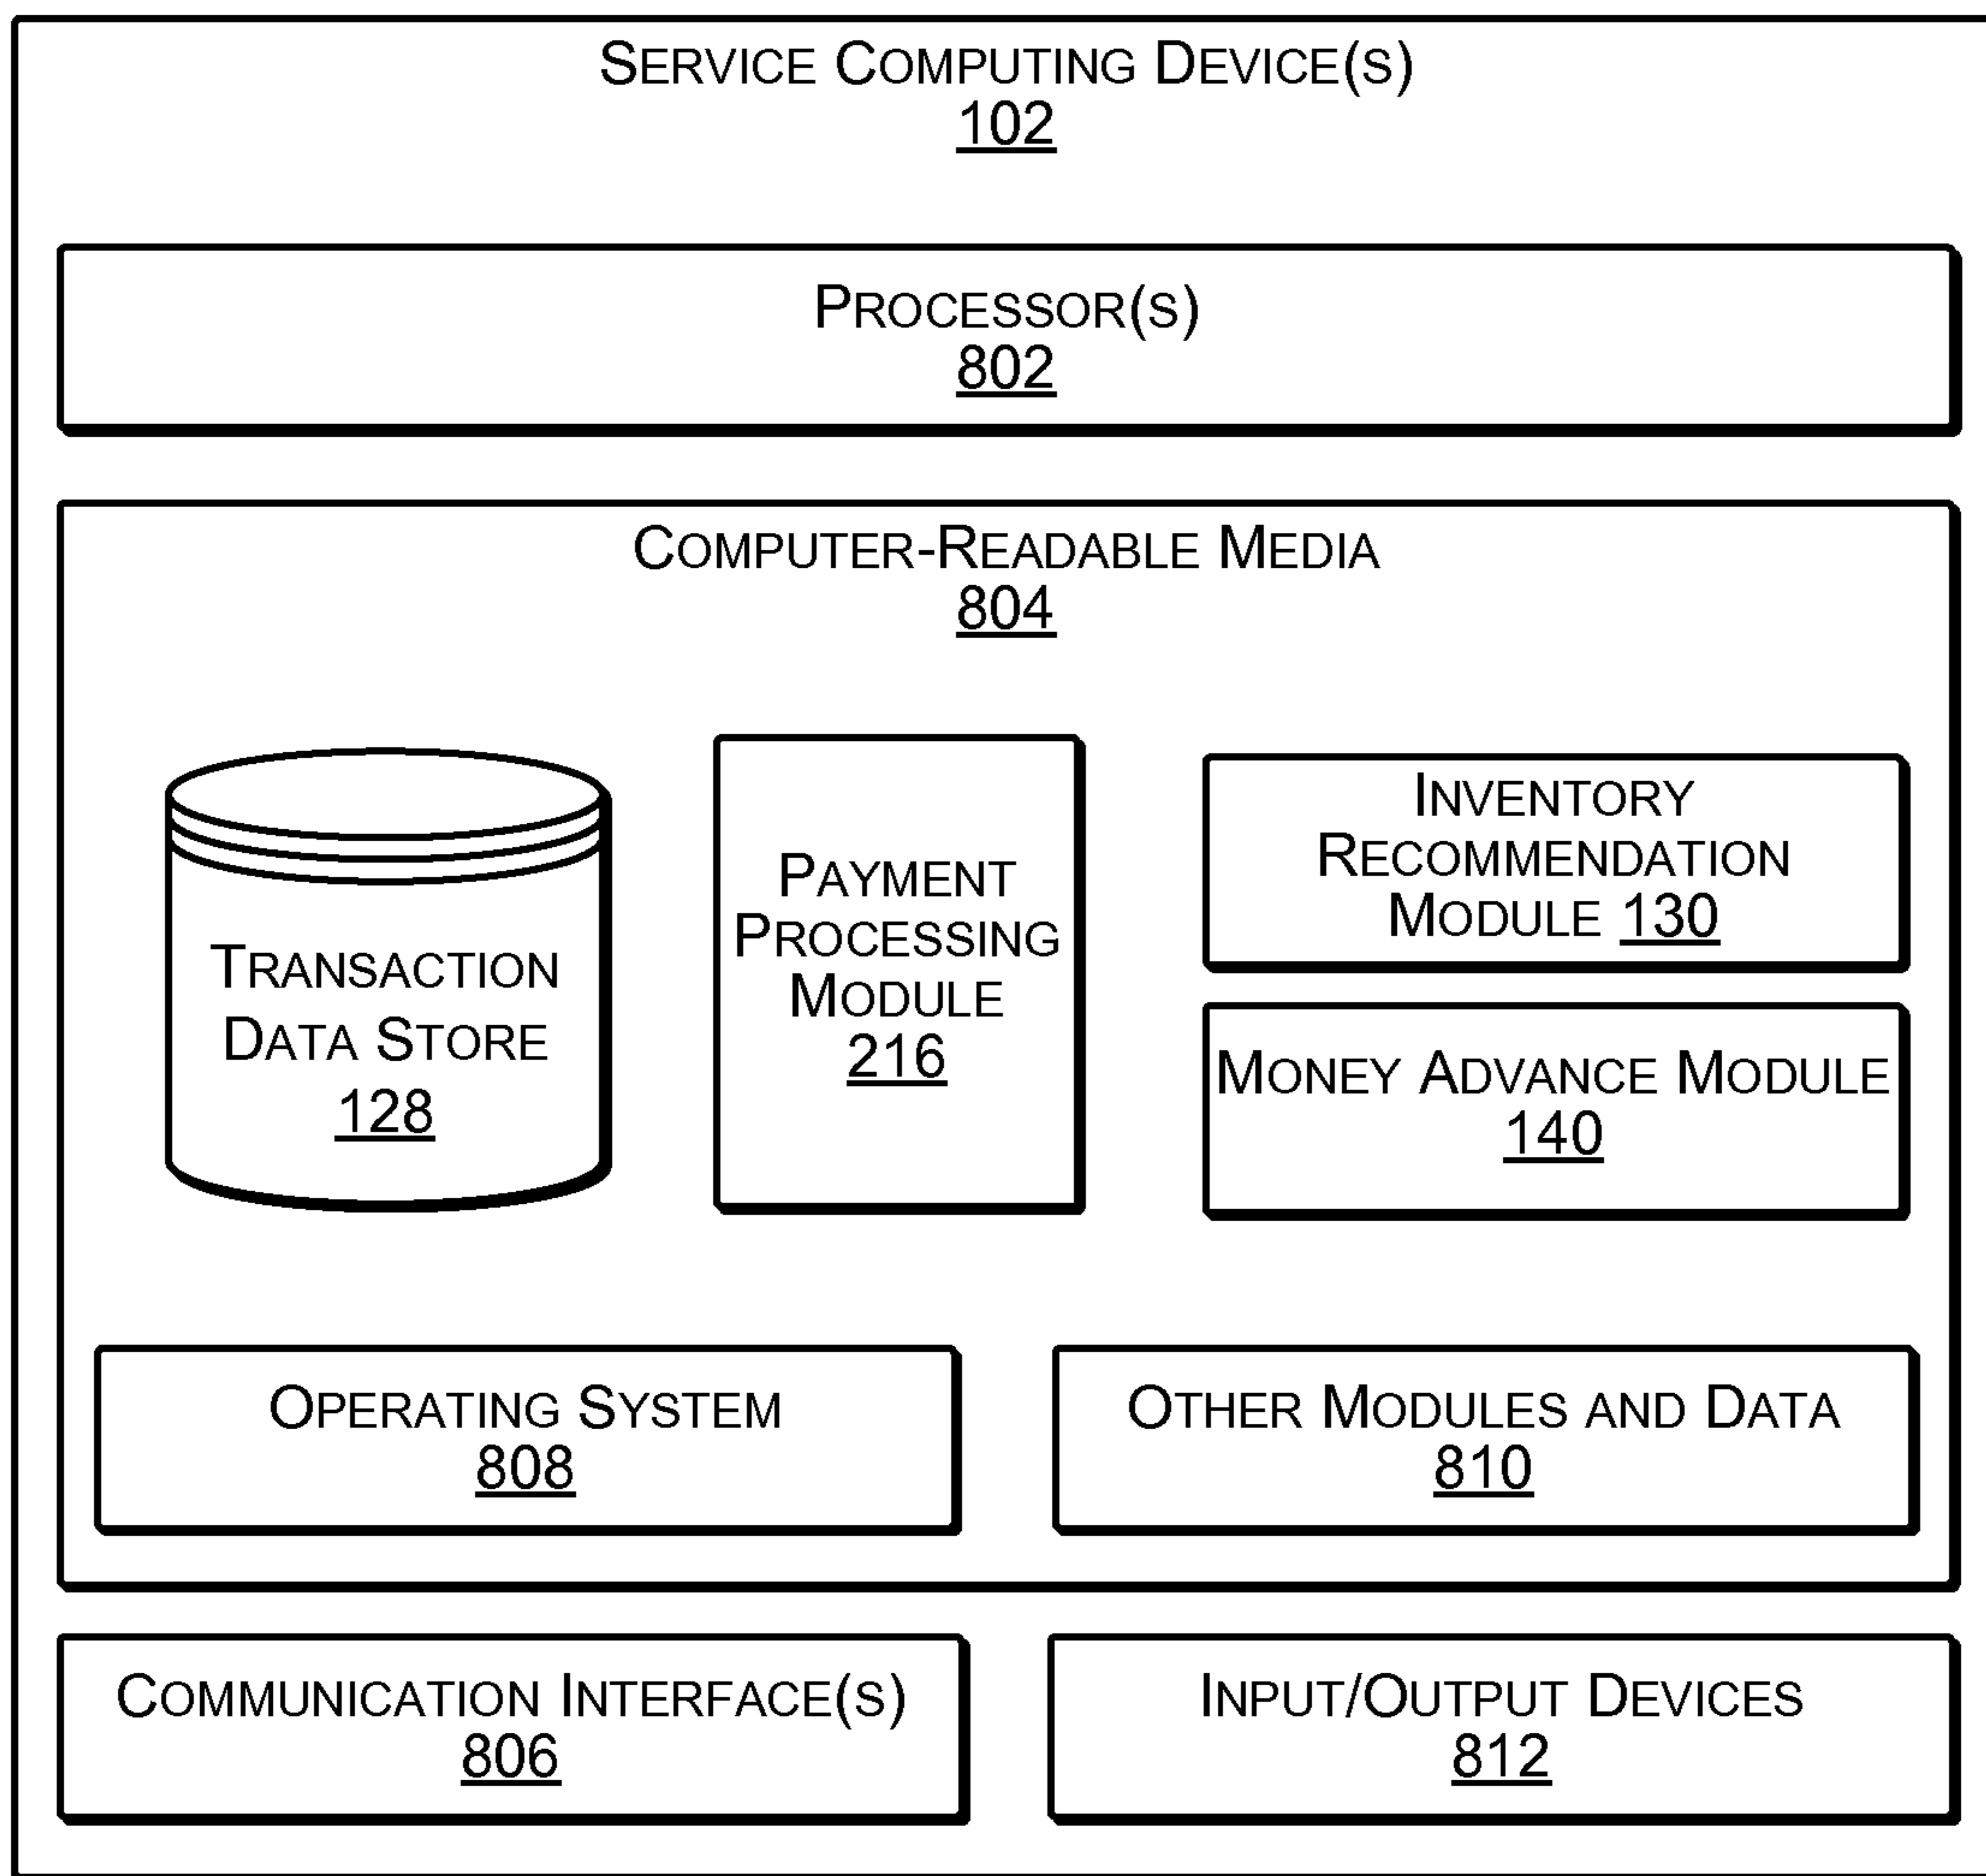 SERVICE COMPUTING DEVICE(S)
102
PROCESSOR(S)
802
COMPUTER-READABLE MEDIA
804
TRANSACTION
DATA STORE
128
PAYMENT
PROCESSING
MODULE
216
INVENTORY
RECOMMENDATION
MODULE 130
MONEY ADVANCE MODULE
140
OPERATING SYSTEM
808
OTHER MODULES AND DATA
810
COMMUNICATION INTERFACE(S)
806
INPUT/OUTPUT DEVICES
812